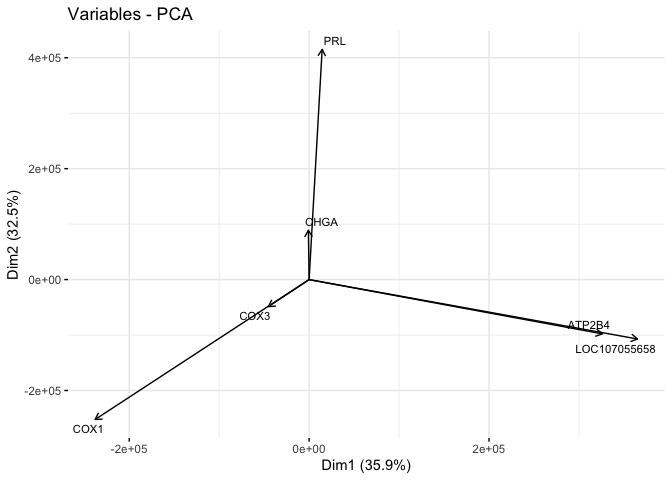 Variables - PCA
PRL
4e+05
2e+05
CHGA
Dim2 (32.5%)
0e+00
COX3
ATP2B4
LOC107055658
-2e+05
COX1
-2e+05
0e+00
2e+05
Dim1 (35.9%)